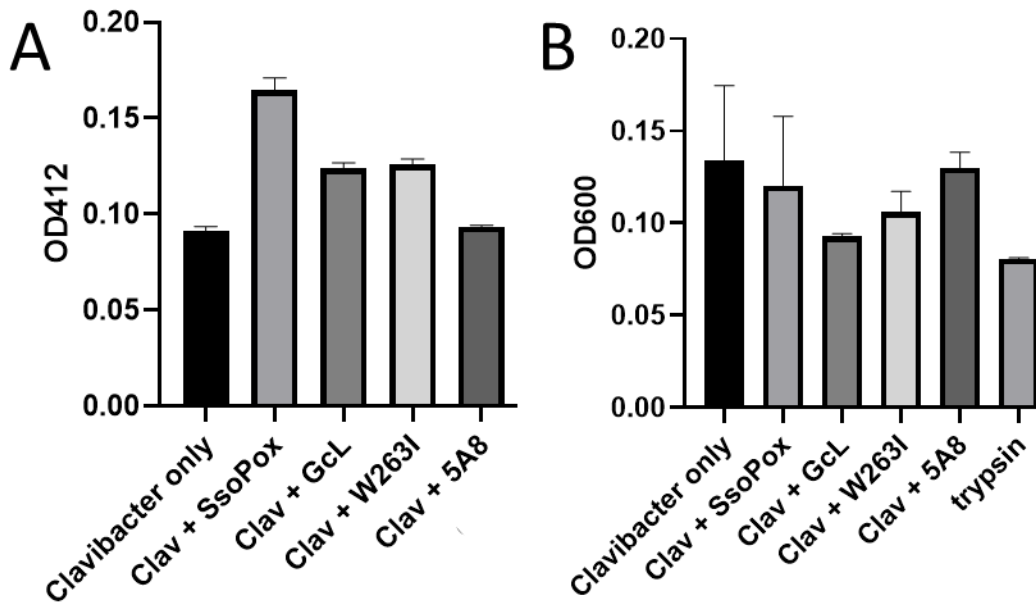 A
OD412
0.20
0.15
0.10
0.05
0.00
Clavibacter only
Clav + SsoPox
Clav + GcL
Clav + W263I
Clav + 5A8
B
OD600
0.20
0.15
0.10
0.05
0.00
Clavibacter only
Clav + SsoPox
Clav + GcL
Clav + W263I
Clav + 5A8
trypsin